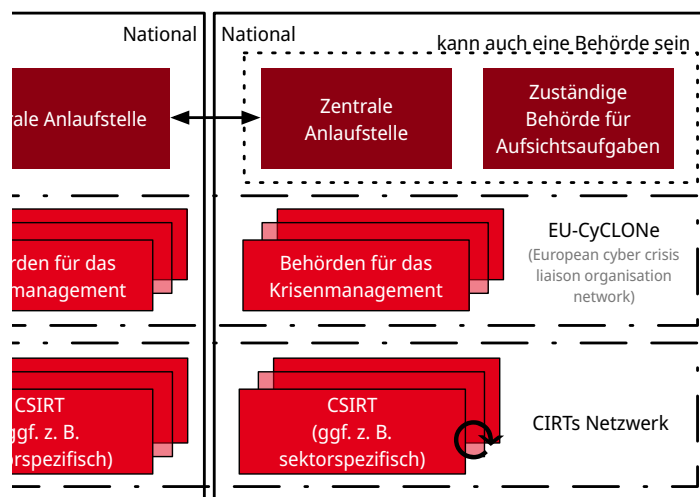 National
National
kann auch eine Behörde sein
rale Anlaufstelle
Zentrale
Anlaufstelle
Zuständige
Behörde für
Aufsichtsaufgaben
rden für das
management
Behörden für das
Krisenmanagement
EU-CyCLONe
(European cyber crisis
liaison organisation
network)
CSIRT
ggf. z. B.
rspezifisch)
CSIRT
(ggf. z. B.
sektorspezifisch)
CIRTs Netzwerk